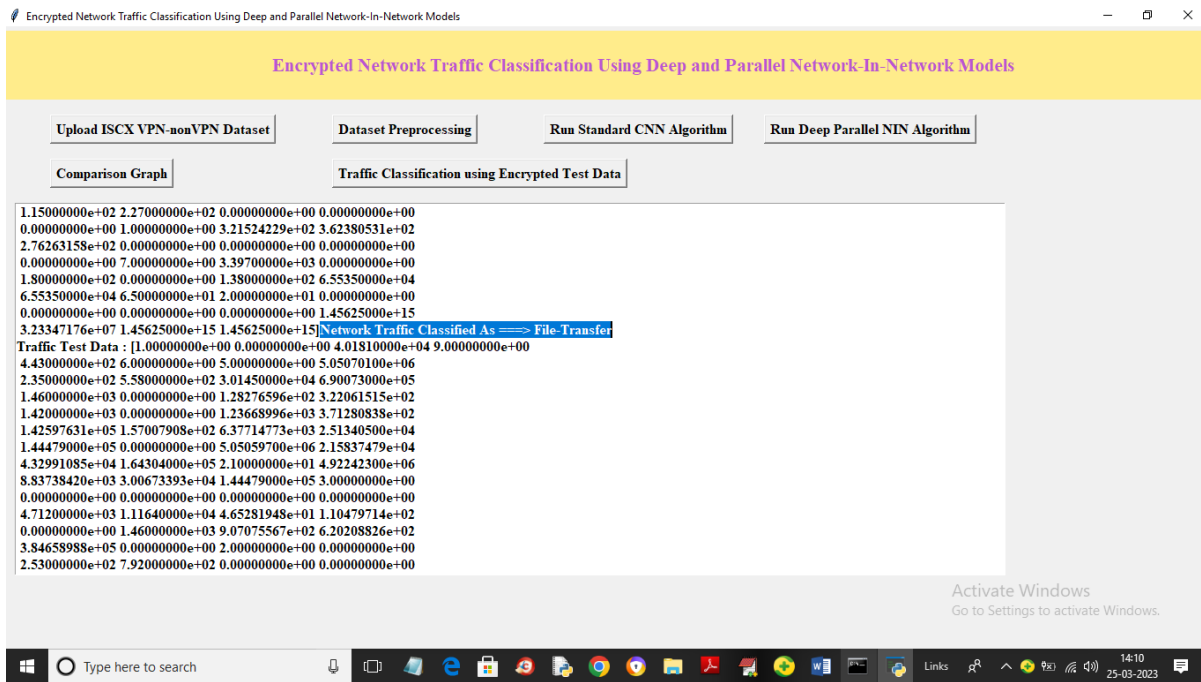 Encrypted Network Traffic Classification Using Deep and Parallel Network-In-Network Models
Encrypted Network Traffic Classification Using Deep and Parallel Network-In-Network Models
Upload ISCX VPN-nonVPN Dataset
Dataset Preprocessing
Run Standard CNN Algorithm
Run Deep Parallel NIN Algorithm
Comparison Graph
Traffic Classification using Encrypted Test Data
1.15000000e+02 2.27000000e+02 0.00000000e+00 0.00000000e+00
0.00000000e+00 1.00000000e+00 3.21524229e+02 3.62380531e+02
2.76263158e+02 0.00000000e+00 0.00000000e+00 0.00000000e+00
0.00000000e+00 7.00000000e+00 3.39700000e+03 0.00000000e+00
1.80000000e+02 0.00000000e+00 1.38000000e+02 6.55350000e+04
6.55350000e+04 6.50000000e+01 2.00000000e+01 0.00000000e+00
0.00000000e+00 0.00000000e+00 0.00000000e+00 1.45625000e+15
3.23347176e+07 1.45625000e+15 1.45625000e+15]Network Traffic Classified As ===> File-Transfer
Traffic Test Data : [1.00000000e+00 0.00000000e+00 4.01810000e+04 9.00000000e+00
4.43000000e+02 6.00000000e+00 5.00000000e+00 5.05070100e+06
2.35000000e+02 5.58000000e+02 3.01450000e+04 6.90073000e+05
1.46000000e+03 0.00000000e+00 1.28276596e+02 3.22061515e+02
1.42000000e+03 0.00000000e+00 1.23668996e+03 3.71280838e+02
1.42597631e+05 1.57007908e+02 6.37714773e+03 2.51340500e+04
1.44479000e+05 0.00000000e+00 5.05059700e+06 2.15837479e+04
4.32991085e+04 1.64304000e+05 2.10000000e+01 4.92242300e+06
8.83738420e+03 3.00673393e+04 1.44479000e+05 3.00000000e+00
0.00000000e+00 0.00000000e+00 0.00000000e+00 0.00000000e+00
4.71200000e+03 1.11640000e+04 4.65281948e+01 1.10479714e+02
0.00000000e+00 1.46000000e+03 9.07075567e+02 6.20208826e+02
3.84658988e+05 0.00000000e+00 2.00000000e+00 0.00000000e+00
2.53000000e+02 7.92000000e+02 0.00000000e+00 0.00000000e+00
Activate Windows
Go to Settings to activate Windows.
Type here to search
Links
14:10
25-03-2023